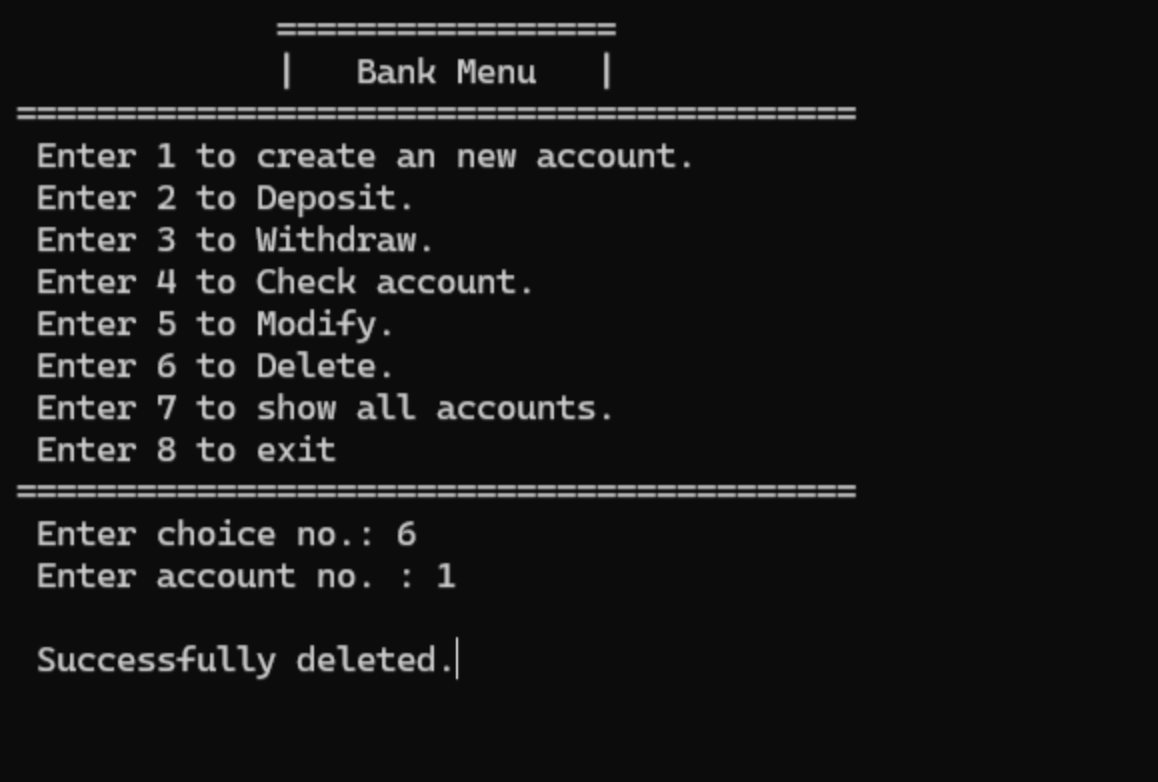 =================
|   Bank Menu   |
==========================================
Enter 1 to create an new account.
Enter 2 to Deposit.
Enter 3 to Withdraw.
Enter 4 to Check account.
Enter 5 to Modify.
Enter 6 to Delete.
Enter 7 to show all accounts.
Enter 8 to exit
==========================================
Enter choice no.: 6
Enter account no. : 1
Successfully deleted.